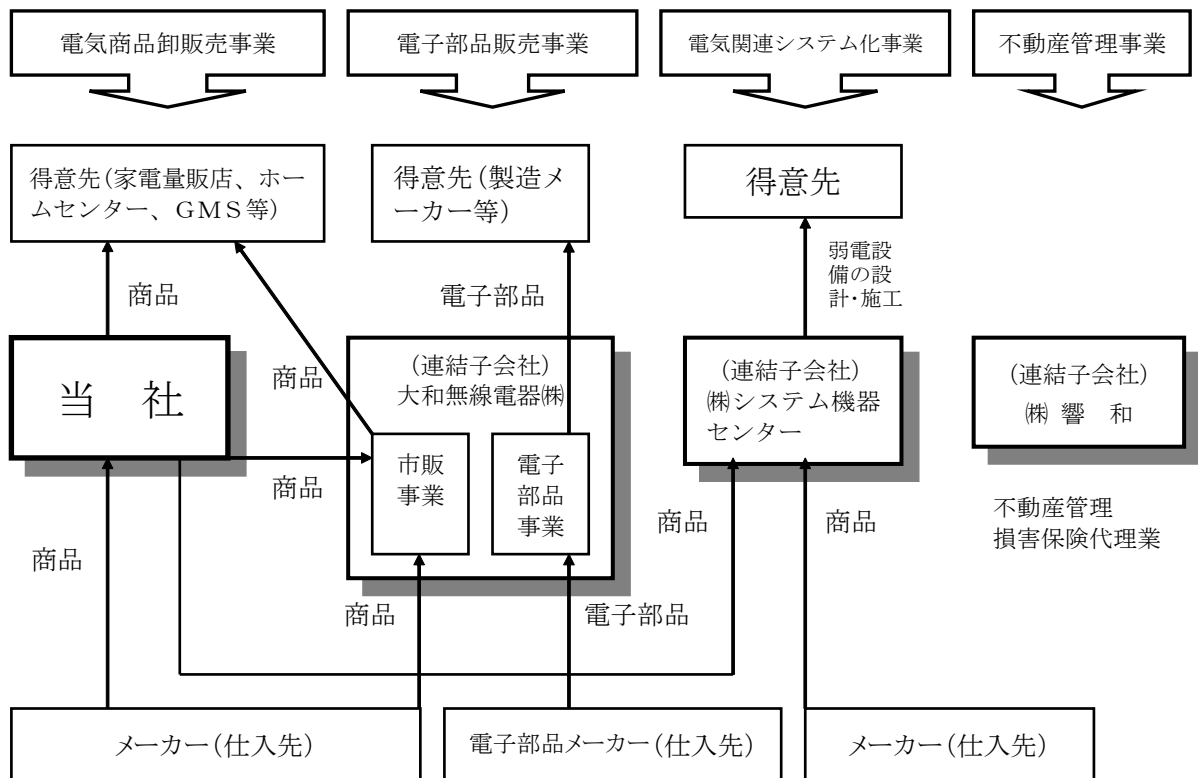 電気商品卸販売事業
電子部品販売事業
電気関連システム化事業
不動産管理事業
得意先(家電量販店、ホー
ムセンター、GMS等)
得意先(製造メ
ーカー等)
得意先
商品
電子部品
弱電設
備の設
計・施工
当 社
商品
(連結子会社)
大和無線電器㈱
(連結子会社)
㈱システム機器
センター
(連結子会社)
㈱ 響 和
商品
市販
事業
電子
部品
事業
商品
商品
商品
不動産管理
損害保険代理業
商品
電子部品
メーカー(仕入先)
電子部品メーカー(仕入先)
メーカー(仕入先)